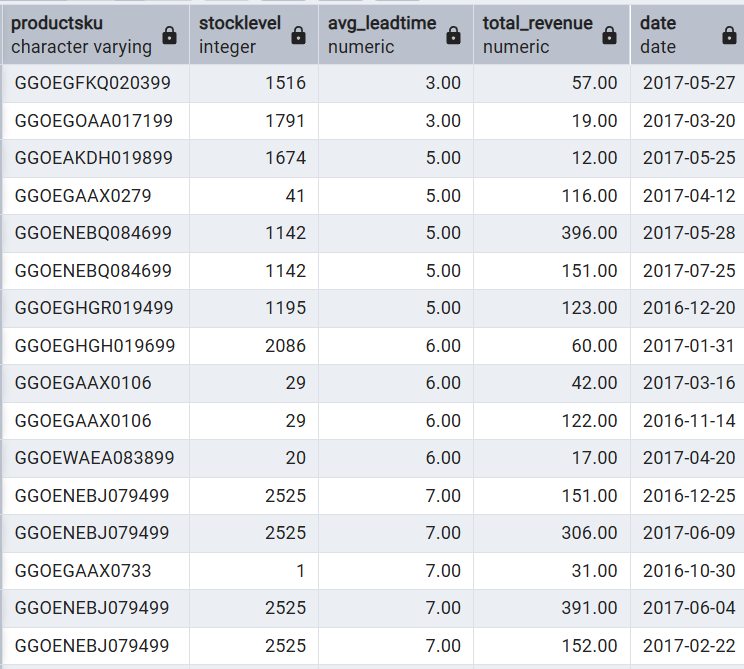 productsku stocklevel avg_leadtime total_revenue date
character varying integer numeric numeric date
GGOEGFKQ020399 1516 3.00 57.00 2017-05-27
GGOEGOAA017199 1791 3.00 19.00 2017-03-20
GGOEAKDH019899 1674 5.00 12.00 2017-05-25
GGOEGAAX0279 41 5.00 116.00 2017-04-12
GGOENEBQ084699 1142 5.00 396.00 2017-05-28
GGOENEBQ084699 1142 5.00 151.00 2017-07-25
GGOEGHGR019499 1195 5.00 123.00 2016-12-20
GGOEGHGH019699 2086 6.00 60.00 2017-01-31
GGOEGAAX0106 29 6.00 42.00 2017-03-16
GGOEGAAX0106 29 6.00 122.00 2016-11-14
GGOEWAEA083899 20 6.00 17.00 2017-04-20
GGOENEBJ079499 2525 7.00 151.00 2016-12-25
GGOENEBJ079499 2525 7.00 306.00 2017-06-09
GGOEGAAX0733 1 7.00 31.00 2016-10-30
GGOENEBJ079499 2525 7.00 391.00 2017-06-04
GGOENEBJ079499 2525 7.00 152.00 2017-02-22